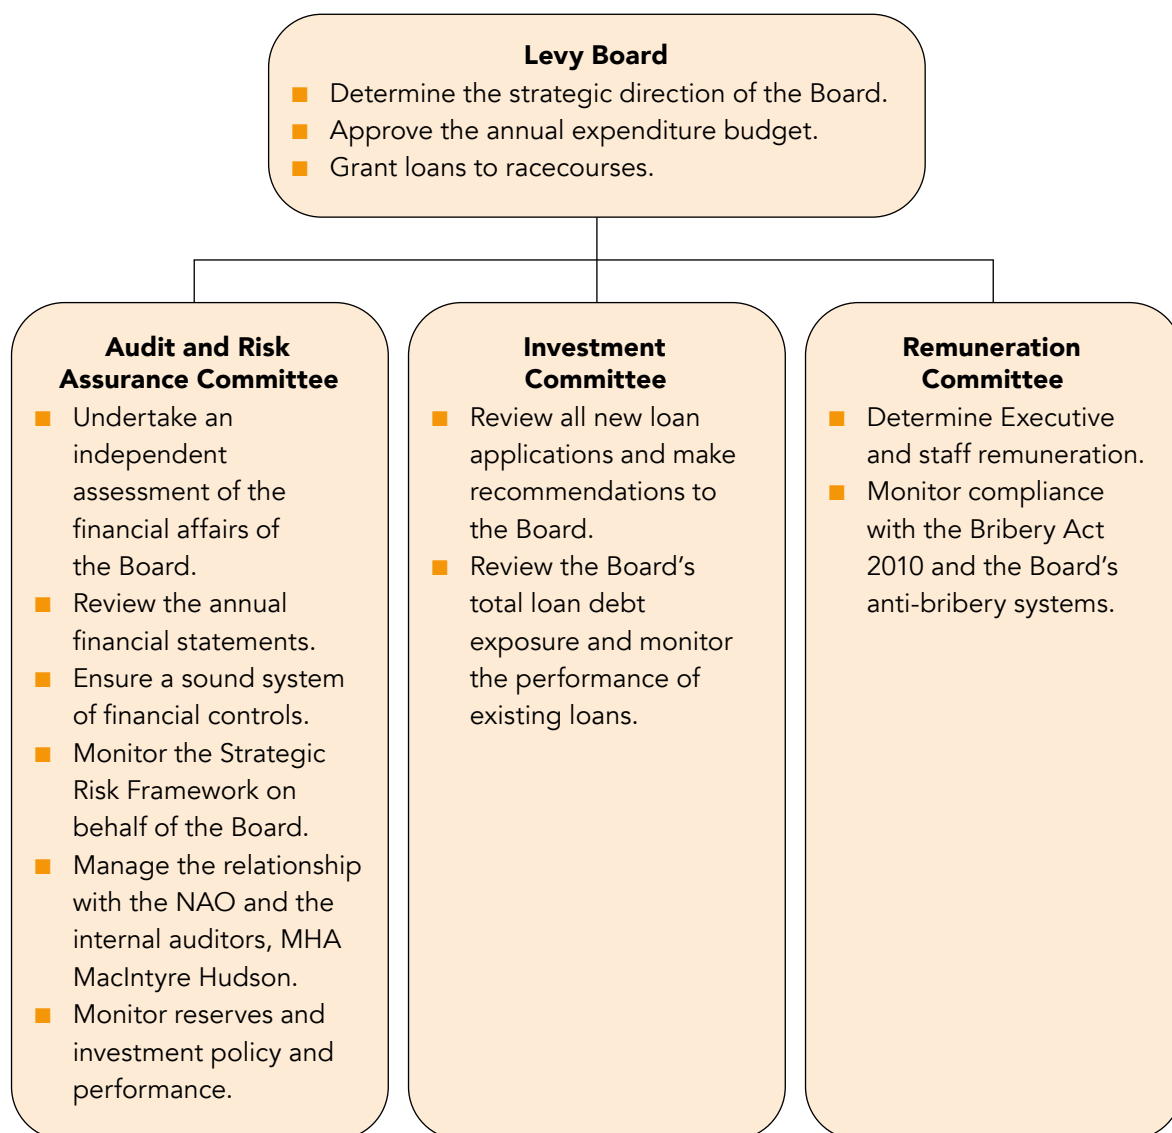 Levy Board
■ Determine the strategic direction of the Board.
■ Approve the annual expenditure budget.
■ Grant loans to racecourses.
Audit and Risk
Assurance Committee
■ Undertake an
independent
assessment of the
financial affairs of
the Board.
■ Review the annual
financial statements.
■ Ensure a sound system
of financial controls.
■ Monitor the Strategic
Risk Framework on
behalf of the Board.
■ Manage the relationship
with the NAO and the
internal auditors, MHA
MacIntyre Hudson.
■ Monitor reserves and
investment policy and
performance.
Investment
Committee
■ Review all new loan
applications and make
recommendations to
the Board.
■ Review the Board’s
total loan debt
exposure and monitor
the performance of
existing loans.
Remuneration
Committee
■ Determine Executive
and staff remuneration.
■ Monitor compliance
with the Bribery Act
2010 and the Board’s
anti-bribery systems.